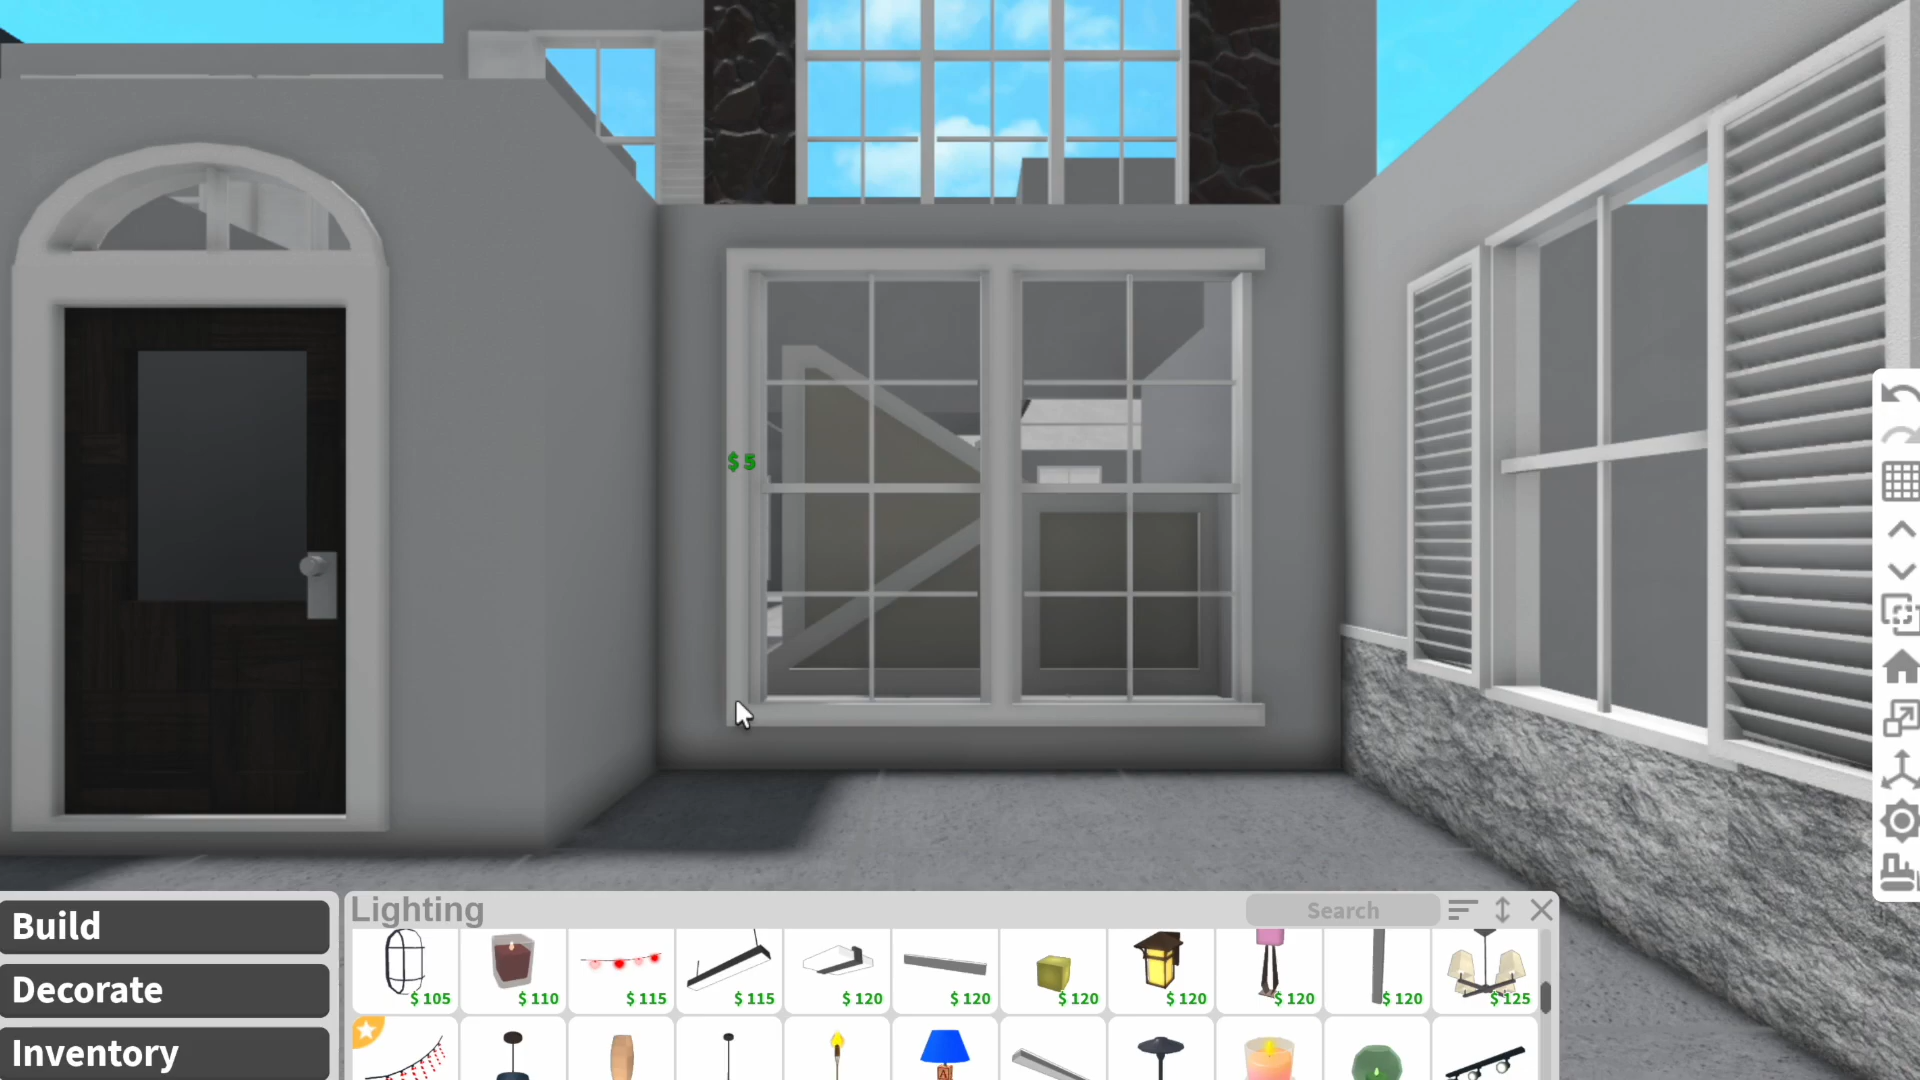 $ 5
Lighting
Search
Build
Decorate
Inventory
$ 105
$ 110
$ 115
$ 115
$ 120
$ 120
$ 120
$ 120
$ 120
$ 120
$ 125
A